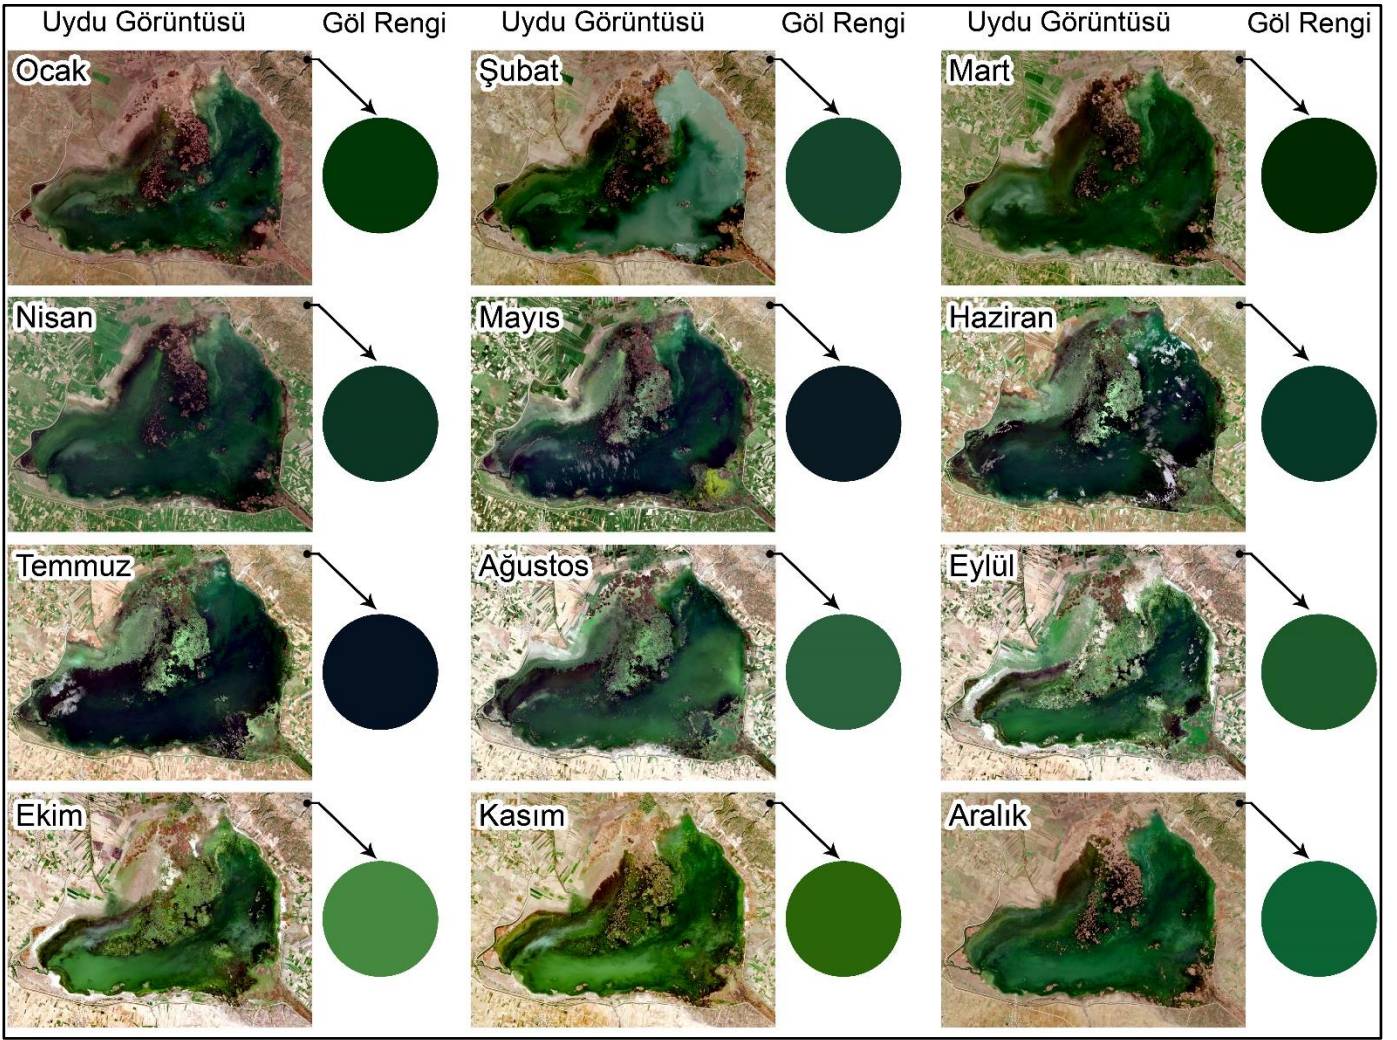 Uydu Görüntüsü Göl Rengi Uydu Görüntüsü Göl Rengi Uydu Görüntüsü Göl Rengi
Ocak Şubat Mart
Nisan Mayıs Haziran
Temmuz Ağustos Eylül
Ekim Kasım Aralık